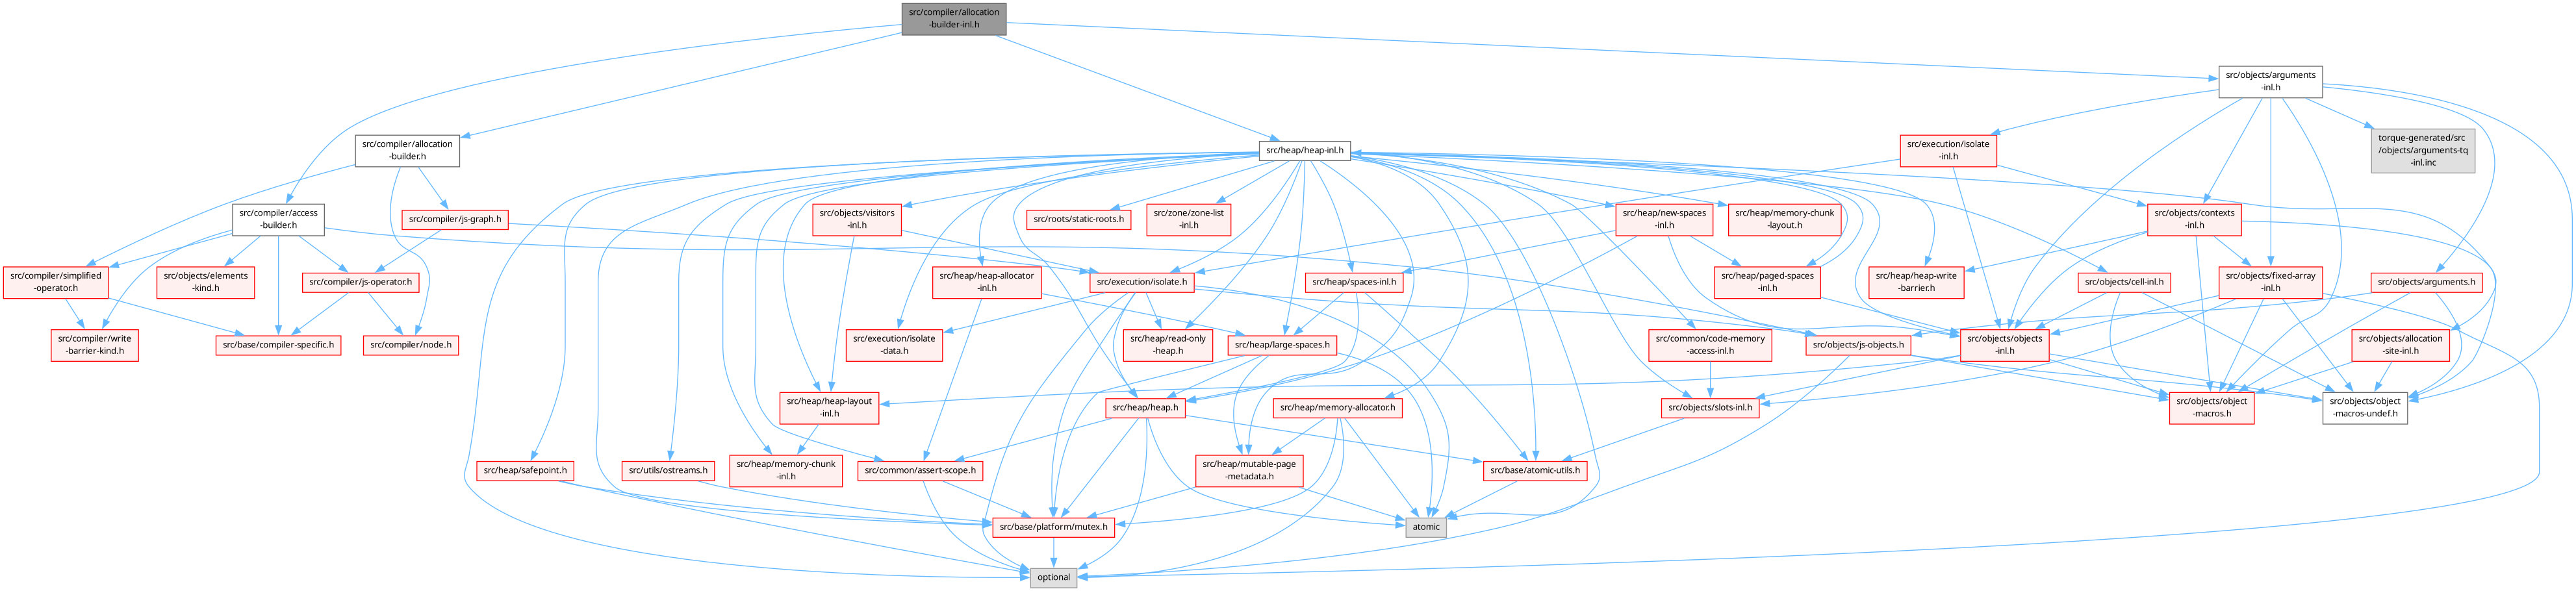 src/compiler/allocation
-builder-inl.h
src/objects/arguments
-inl.h
src/compiler/allocation
-builder.h
src/heap/heap-inl.h
src/execution/isolate
-inl.h
torque-generated/src
/objects/arguments-tq
-inl.inc
src/compiler/access
-builder.h
src/compiler/js-graph.h
src/objects/visitors
-inl.h
src/roots/static-roots.h
src/zone/zone-list
-inl.h
src/heap/new-spaces
-inl.h
src/heap/memory-chunk
-layout.h
src/objects/contexts
-inl.h
src/compiler/simplified
-operator.h
src/objects/elements
-kind.h
src/compiler/js-operator.h
src/heap/heap-allocator
-inl.h
src/execution/isolate.h
src/heap/spaces-inl.h
src/heap/paged-spaces
-inl.h
src/heap/heap-write
-barrier.h
src/objects/cell-inl.h
src/objects/fixed-array
-inl.h
src/objects/arguments.h
src/compiler/write
-barrier-kind.h
src/base/compiler-specific.h
src/compiler/node.h
src/execution/isolate
-data.h
src/heap/read-only
-heap.h
src/heap/large-spaces.h
src/common/code-memory
-access-inl.h
src/objects/js-objects.h
src/objects/objects
-inl.h
src/objects/allocation
-site-inl.h
src/heap/heap-layout
-inl.h
src/heap/heap.h
src/heap/memory-allocator.h
src/objects/slots-inl.h
src/objects/object
-macros.h
src/objects/object
-macros-undef.h
src/heap/safepoint.h
src/utils/ostreams.h
src/heap/memory-chunk
-inl.h
src/common/assert-scope.h
src/heap/mutable-page
-metadata.h
src/base/atomic-utils.h
src/base/platform/mutex.h
atomic
optional